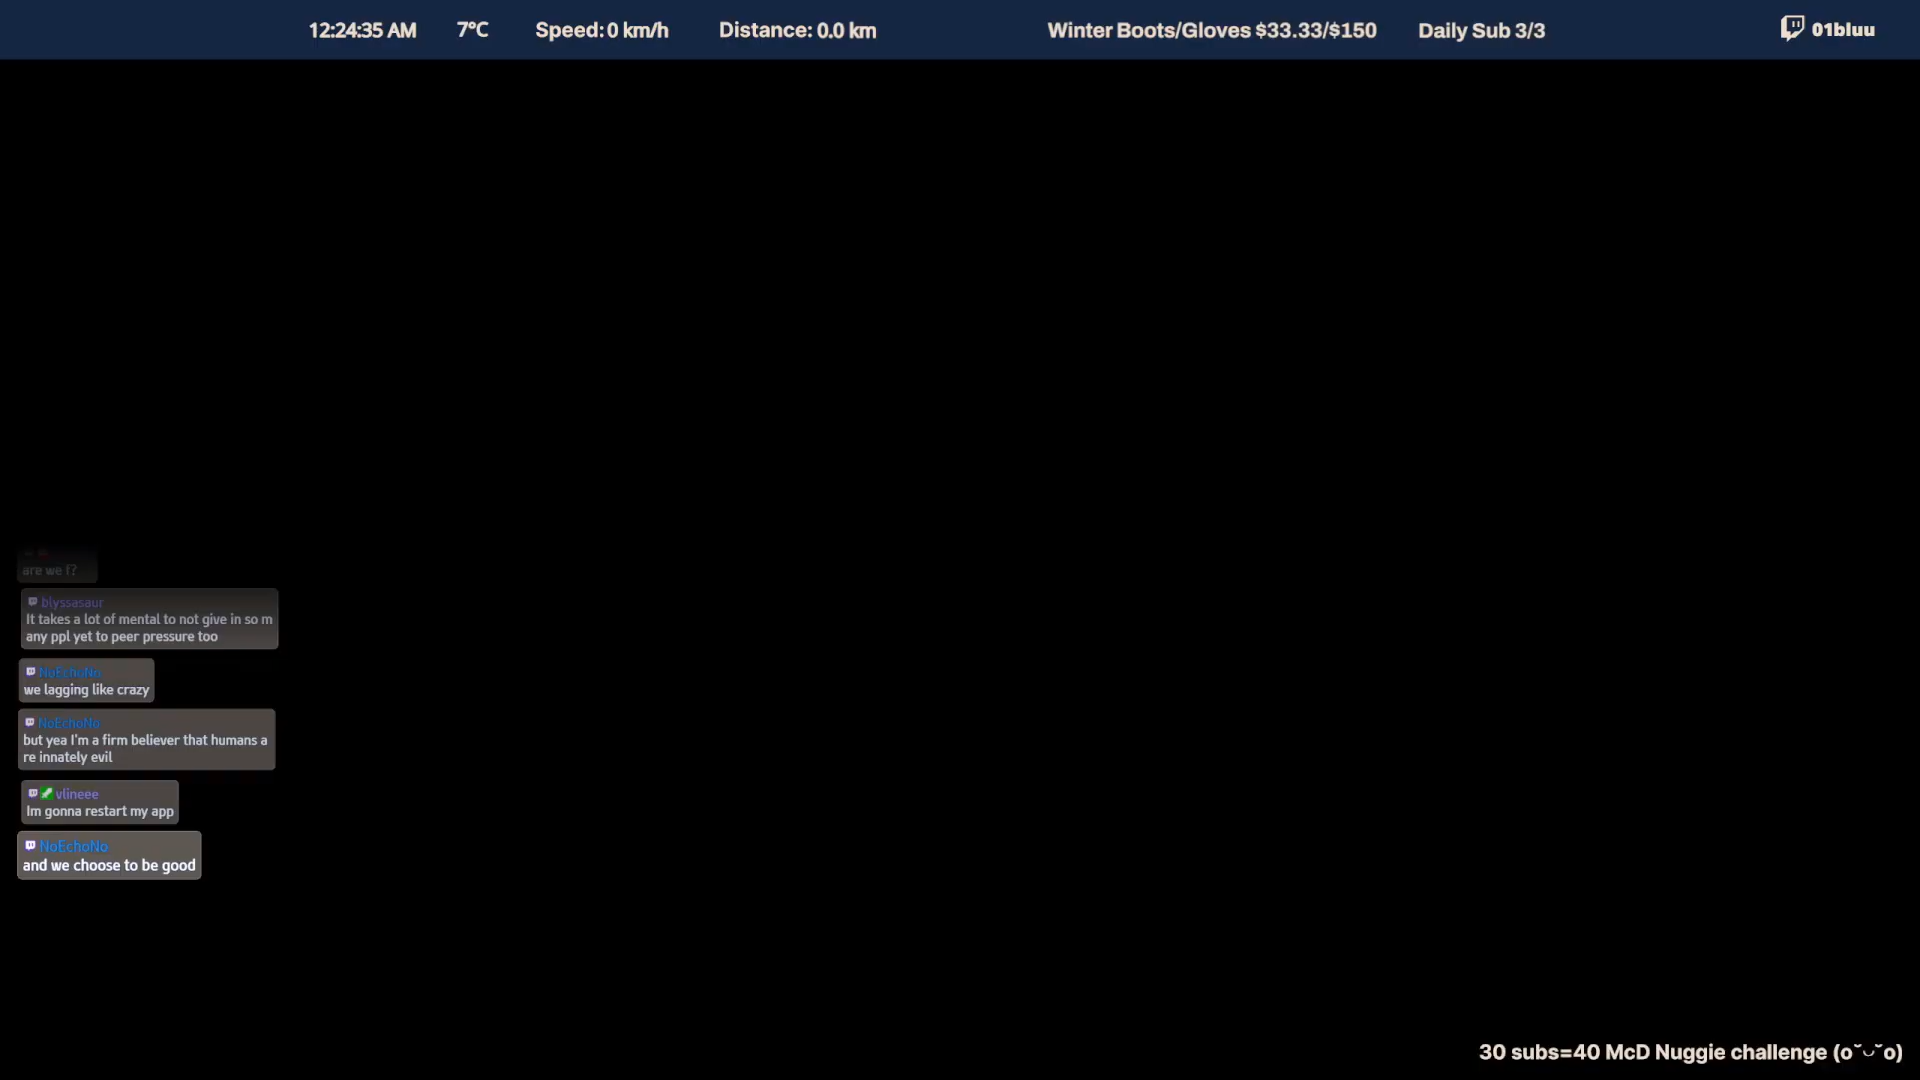 12:24:35 AM 7°C Speed: 0 km/h Distance: 0.0 km Winter Boots/Gloves $33.33/$150 Daily Sub 3/3 01bluu
are we f?
blyssasaur
It takes a lot of mental to not give in so m
any ppl yet to peer pressure too
NoEchoNo
we lagging like crazy
NoEchoNo
but yea I'm a firm believer that humans a
re innately evil
vlineee
Im gonna restart my app
NoEchoNo
and we choose to be good
30 subs=40 McD Nuggie challenge (o˘◡˘o)